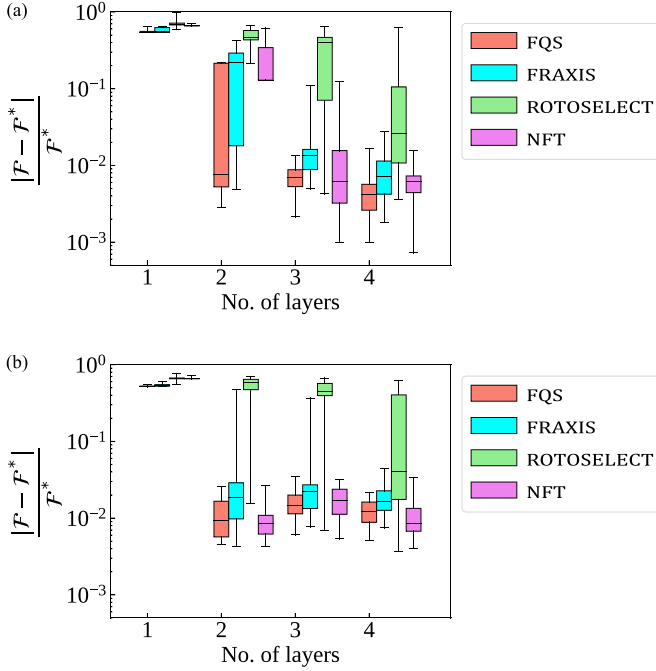 (a)
|𝓕 − 𝓕*|
𝓕*
10⁰
10⁻¹
10⁻²
10⁻³
1 2 3 4
No. of layers
FQS
FRAXIS
ROTOSELECT
NFT
(b)
|𝓕 − 𝓕*|
𝓕*
10⁰
10⁻¹
10⁻²
10⁻³
1 2 3 4
No. of layers
FQS
FRAXIS
ROTOSELECT
NFT